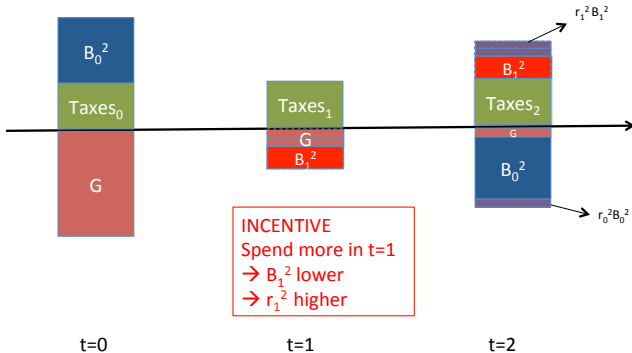 r₁²B₁²
B₀²
B₁²
Taxes₀
Taxes₁
Taxes₂
G
G
G
B₁²
B₀²
r₀²B₀²
INCENTIVE
Spend more in t=1
→ B₁² lower
→ r₁² higher
t=0
t=1
t=2